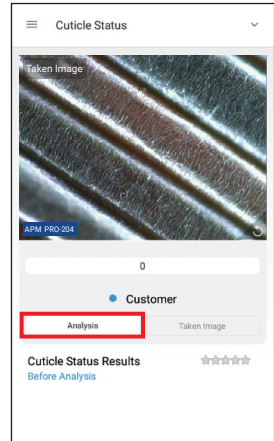 Cuticle Status
Taken Image
APM PRO-204
0
Customer
Analysis
Taken Image
Cuticle Status Results
Before Analysis